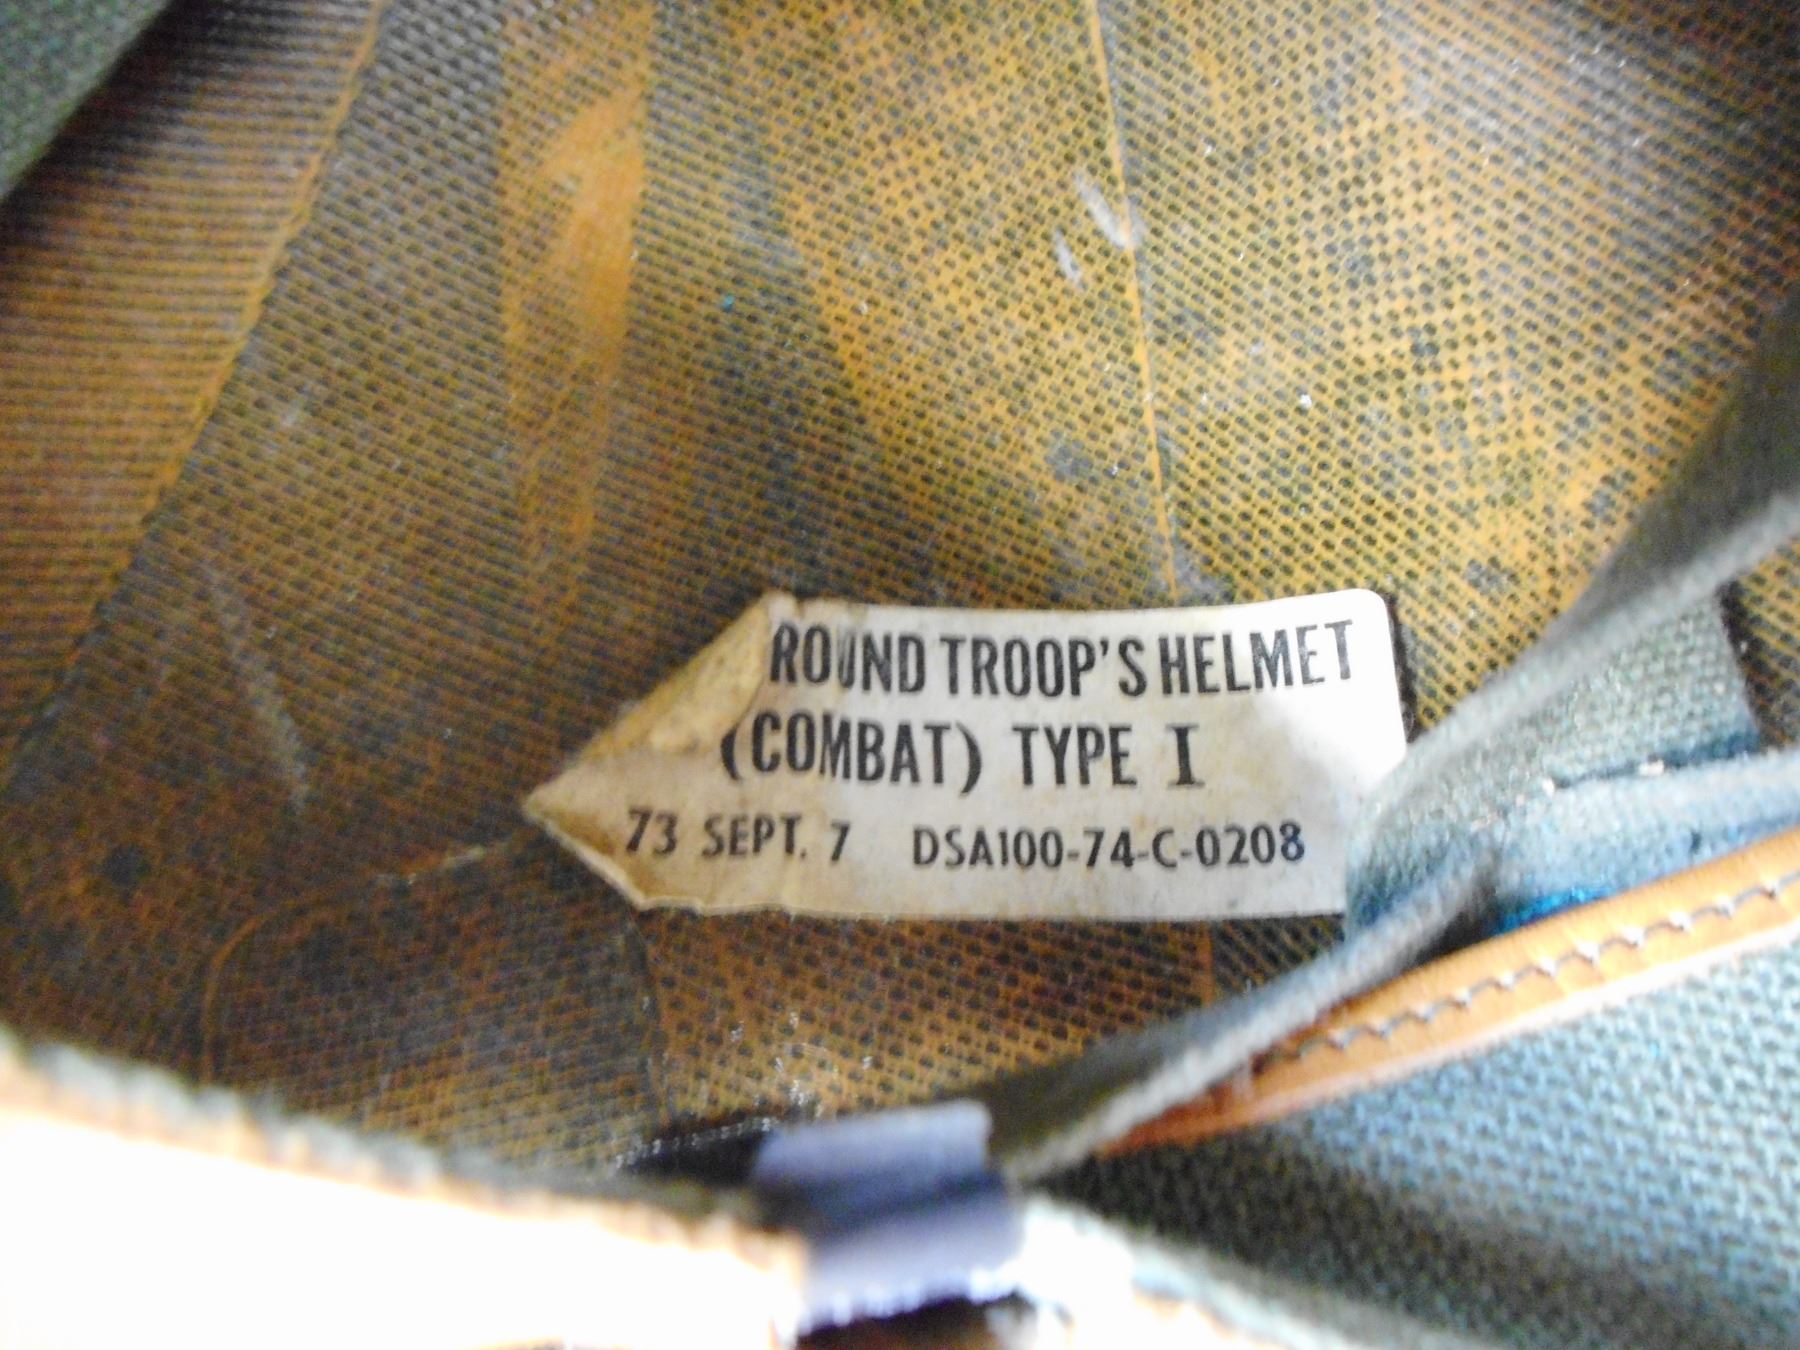 ROUND TROOP'S HELMET
(COMBAT) TYPE I
73 SEPT. 7 DSA100-74-C-0208